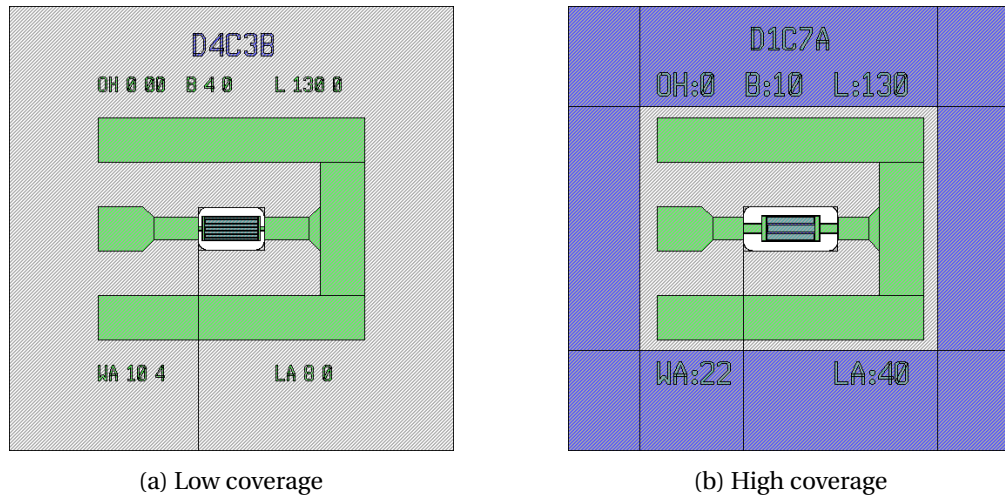 D4C3B
OH 0 00 B 4 0 L 130 0
WA 10 4 LA 8 0
(a) Low coverage
D1C7A
OH:0 B:10 L:130
WA:22 LA:40
(b) High coverage